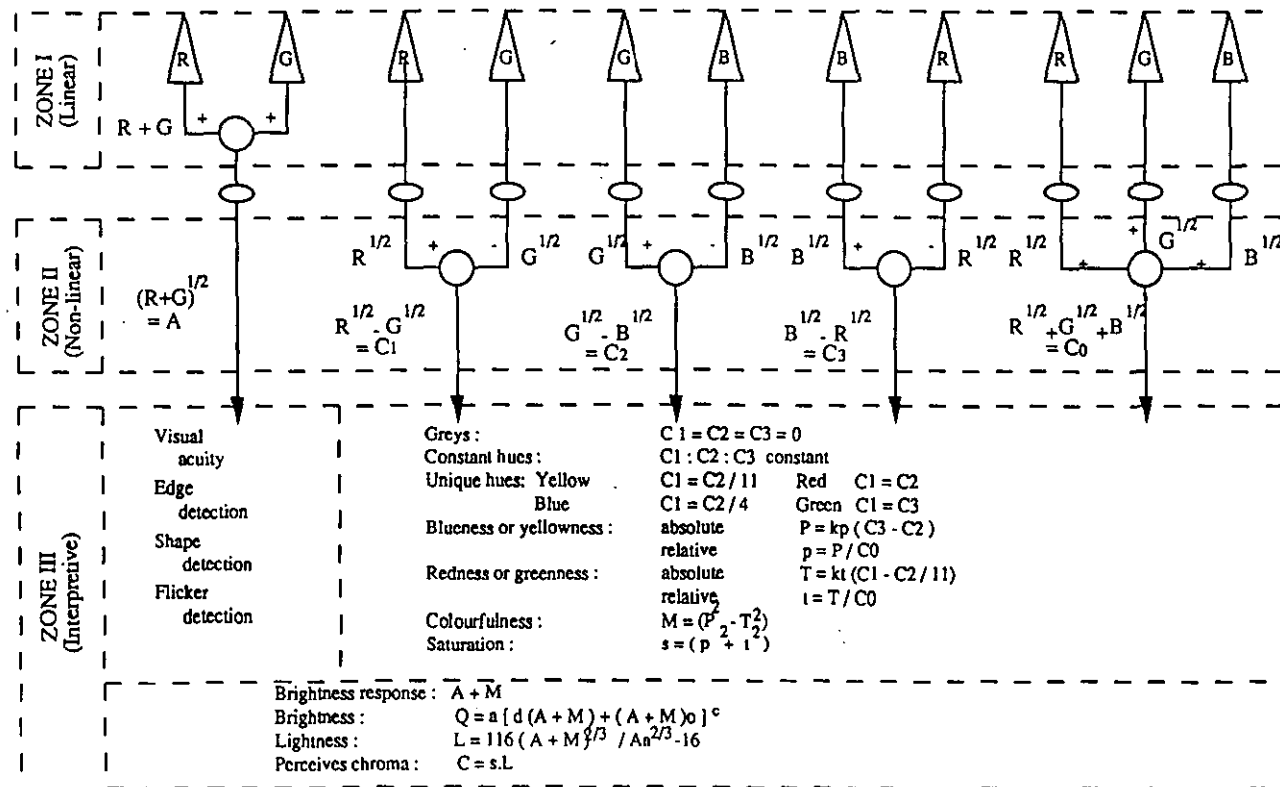 ZONE I
(Linear)
R G R G G B B R R G B
R + G + +
ZONE II
(Non-linear)
R^1/2 + - G^1/2 G^1/2 + - B^1/2 B^1/2 + - R^1/2 R^1/2 + + G^1/2 + B^1/2
(R+G)^1/2
= A
R^1/2 - G^1/2
= C1
G^1/2 - B^1/2
= C2
B^1/2 - R^1/2
= C3
R^1/2 + G^1/2 + B^1/2
= C0
ZONE III
(Interpretive)
Visual
acuity
Edge
detection
Shape
detection
Flicker
detection
Greys : C1 = C2 = C3 = 0
Constant hues : C1 : C2 : C3 constant
Unique hues: Yellow C1 = C2 / 11 Red C1 = C2
Blue C1 = C2 / 4 Green C1 = C3
Blueness or yellowness : absolute P = kp ( C3 - C2 )
relative p = P / C0
Redness or greenness : absolute T = kt (C1 - C2 / 11)
relative t = T / C0
Colourfulness : M = (P^2 - T^2)
Saturation : s = ( p^2 + t^2 )
Brightness response : A + M
Brightness : Q = a [ d (A + M) + ( A + M )o ]^c
Lightness : L = 116 ( A + M )^2/3 / An^2/3 -16
Perceives chroma : C = s.L